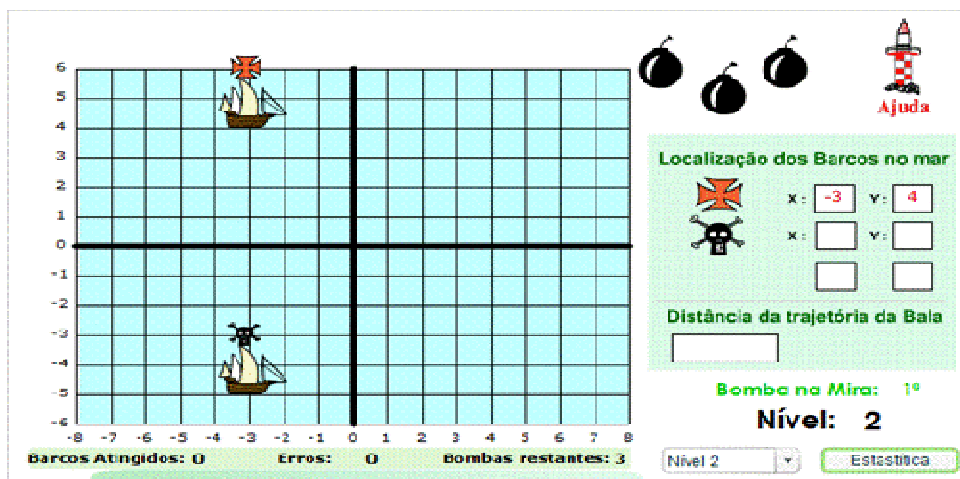 6
5
4
3
2
1
0
-1
-2
-3
-4
-5
-6
-8 -7 -6 -5 -4 -3 -2 -1 0 1 2 3 4 5 6 7 8
Barcos Atingidos: 0 Erros: 0 Bombas restantes: 3
Ajuda
Localização dos Barcos no mar
X: -3 Y: 4
X: Y:
Distância da trajetória da Bala
Bomba na Mira: 1ª
Nível: 2
Nível 2 Estastítica